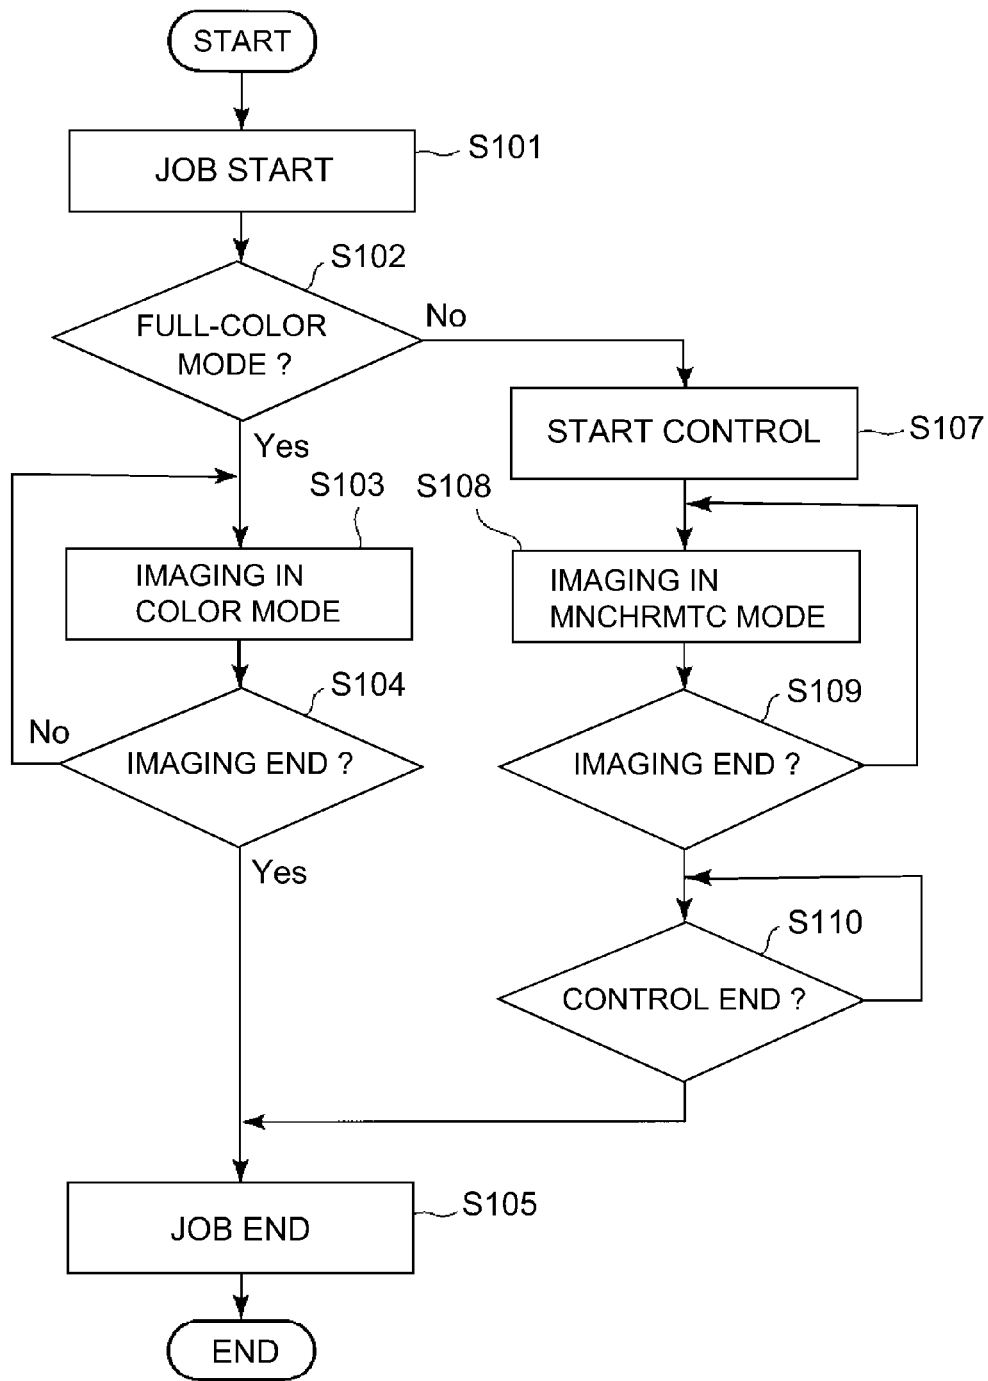 START
JOB START
S101
S102
FULL-COLOR
MODE ?
No
Yes
START CONTROL
S107
S103
S108
IMAGING IN
COLOR MODE
IMAGING IN
MNCHRMTC MODE
S104
S109
No
IMAGING END ?
IMAGING END ?
Yes
S110
CONTROL END ?
JOB END
S105
END